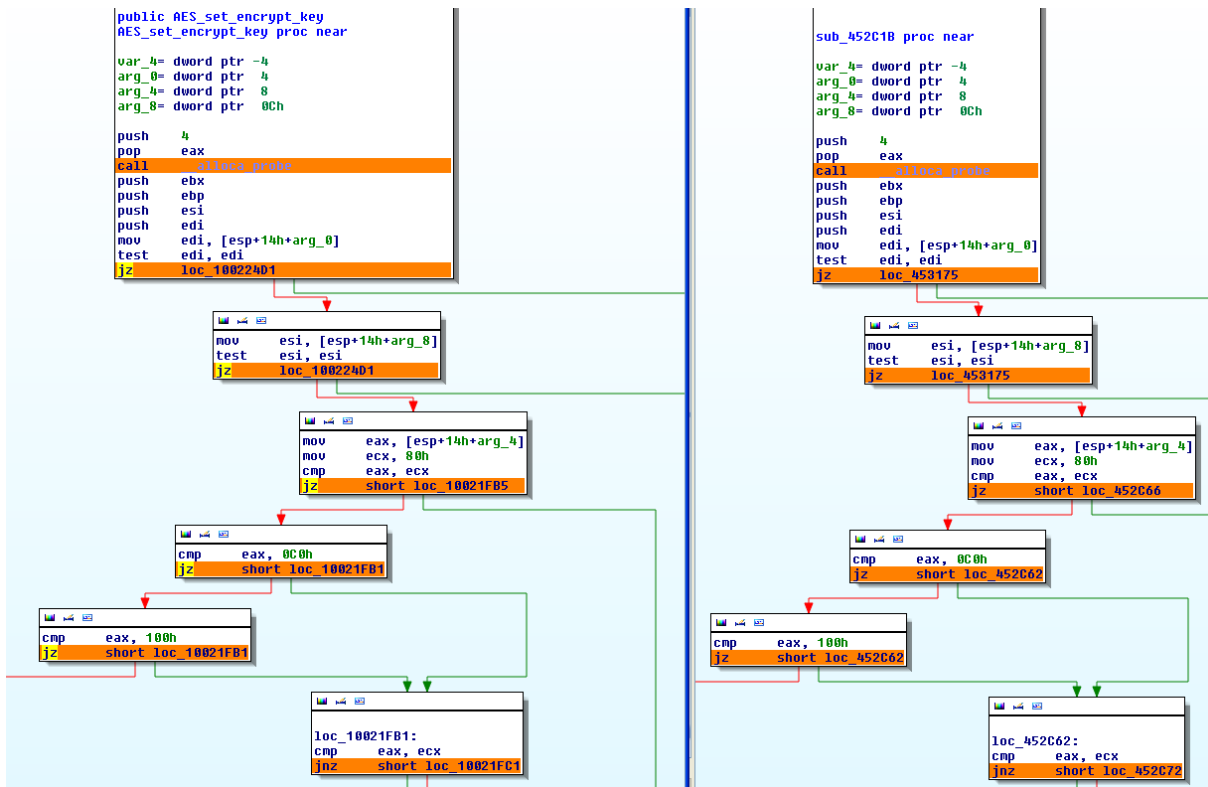 public AES_set_encrypt_key
AES_set_encrypt_key proc near
var_4= dword ptr -4
arg_0= dword ptr  4
arg_4= dword ptr  8
arg_8= dword ptr  0Ch
push    4
pop     eax
call    __alloca_probe
push    ebx
push    ebp
push    esi
push    edi
mov     edi, [esp+14h+arg_0]
test    edi, edi
jz      loc_100224D1
mov     esi, [esp+14h+arg_8]
test    esi, esi
jz      loc_100224D1
mov     eax, [esp+14h+arg_4]
mov     ecx, 80h
cmp     eax, ecx
jz      short loc_10021FB5
cmp     eax, 0C0h
jz      short loc_10021FB1
cmp     eax, 100h
jz      short loc_10021FB1
loc_10021FB1:
cmp     eax, ecx
jnz     short loc_10021FC1
sub_452C1B proc near
var_4= dword ptr -4
arg_0= dword ptr  4
arg_4= dword ptr  8
arg_8= dword ptr  0Ch
push    4
pop     eax
call    __alloca_probe
push    ebx
push    ebp
push    esi
push    edi
mov     edi, [esp+14h+arg_0]
test    edi, edi
jz      loc_453175
mov     esi, [esp+14h+arg_8]
test    esi, esi
jz      loc_453175
mov     eax, [esp+14h+arg_4]
mov     ecx, 80h
cmp     eax, ecx
jz      short loc_452C66
cmp     eax, 0C0h
jz      short loc_452C62
cmp     eax, 100h
jz      short loc_452C62
loc_452C62:
cmp     eax, ecx
jnz     short loc_452C72